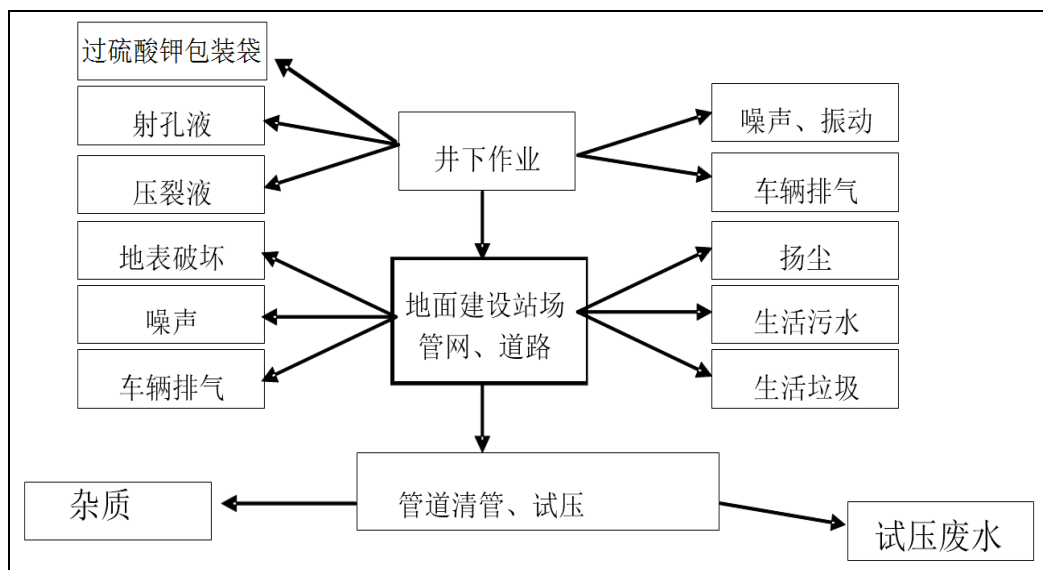 过硫酸钾包装袋
射孔液
压裂液
井下作业
噪声、振动
车辆排气
地表破坏
噪声
车辆排气
地面建设站场
管网、道路
扬尘
生活污水
生活垃圾
杂质
管道清管、试压
试压废水